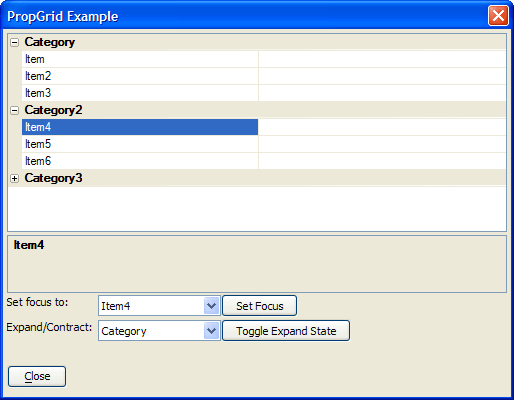 PropGrid Example
Category
Item
Item2
Item3
Category2
Item4
Item5
Item6
Category3
Item4
Set focus to: Item4 Set Focus
Expand/Contract: Category Toggle Expand State
Close